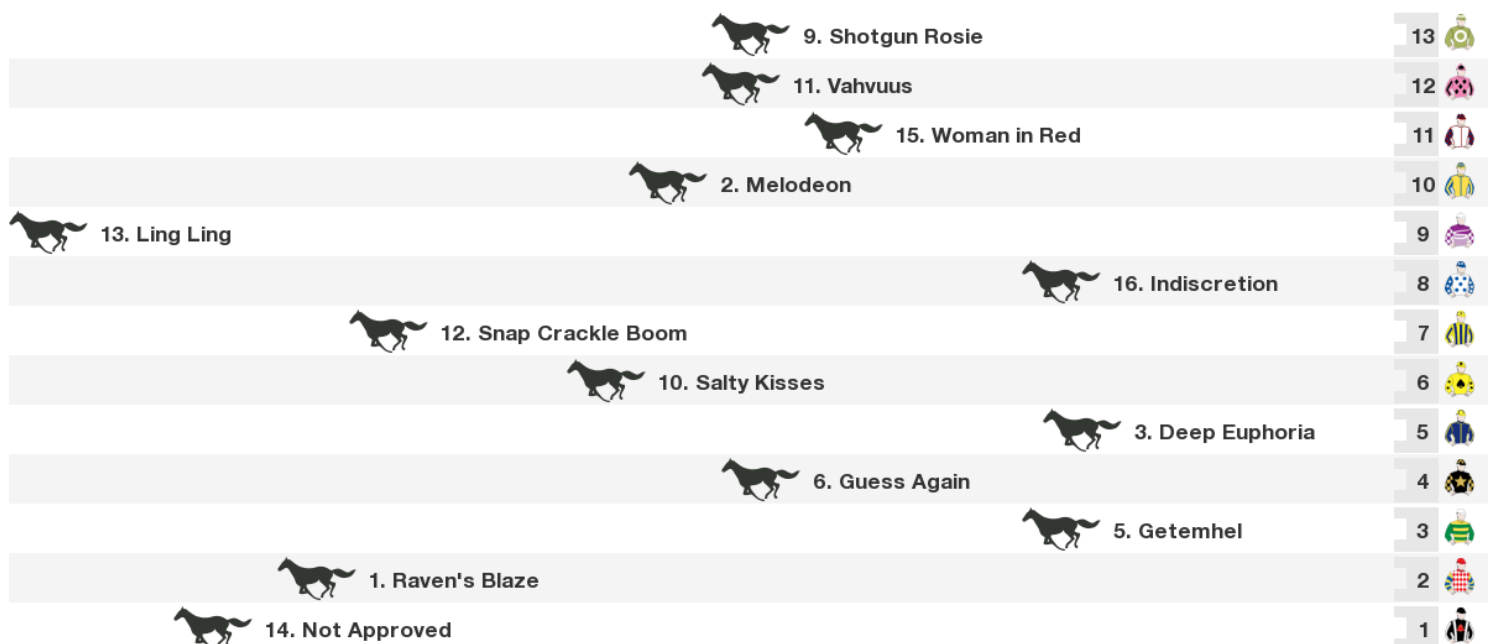 9. Shotgun Rosie 13
11. Vahvuus 12
15. Woman in Red 11
2. Melodeon 10
13. Ling Ling 9
16. Indiscretion 8
12. Snap Crackle Boom 7
10. Salty Kisses 6
3. Deep Euphoria 5
6. Guess Again 4
5. Getemhel 3
1. Raven's Blaze 2
14. Not Approved 1